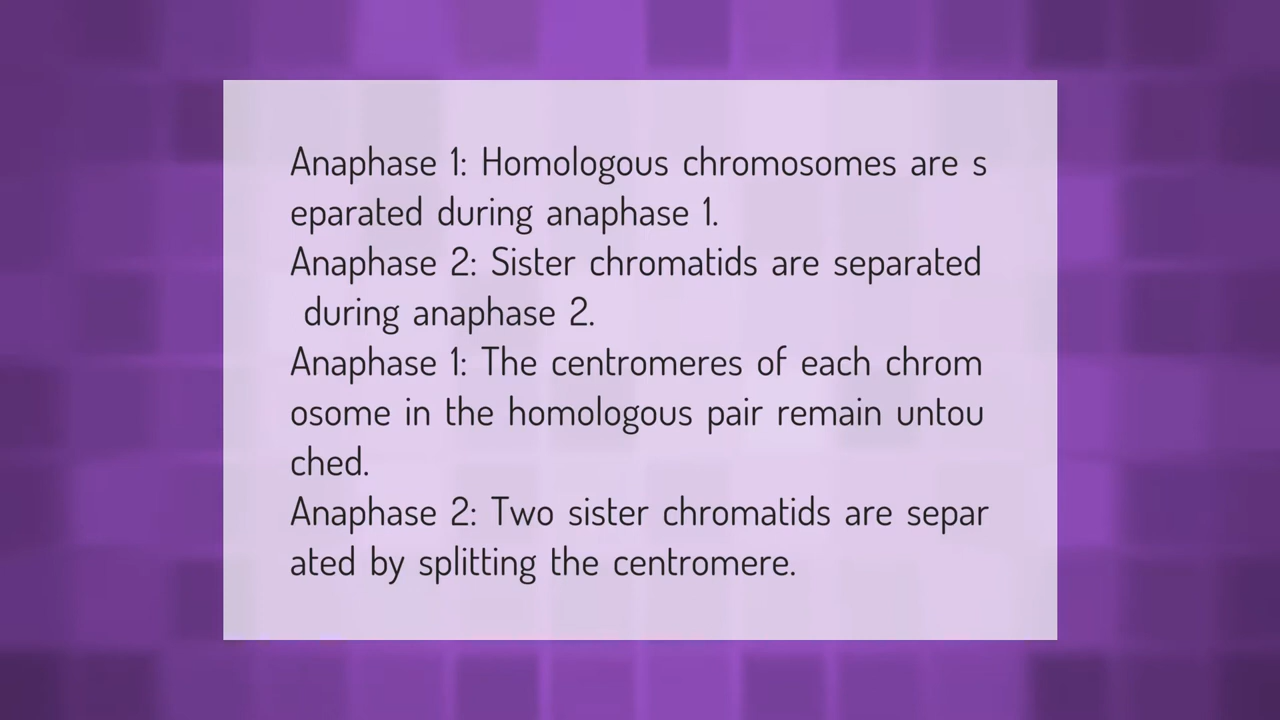 Anaphase 1: Homologous chromosomes are s
eparated during anaphase 1.
Anaphase 2: Sister chromatids are separated
during anaphase 2.
Anaphase 1: The centromeres of each chrom
osome in the homologous pair remain untou
ched.
Anaphase 2: Two sister chromatids are separ
ated by splitting the centromere.